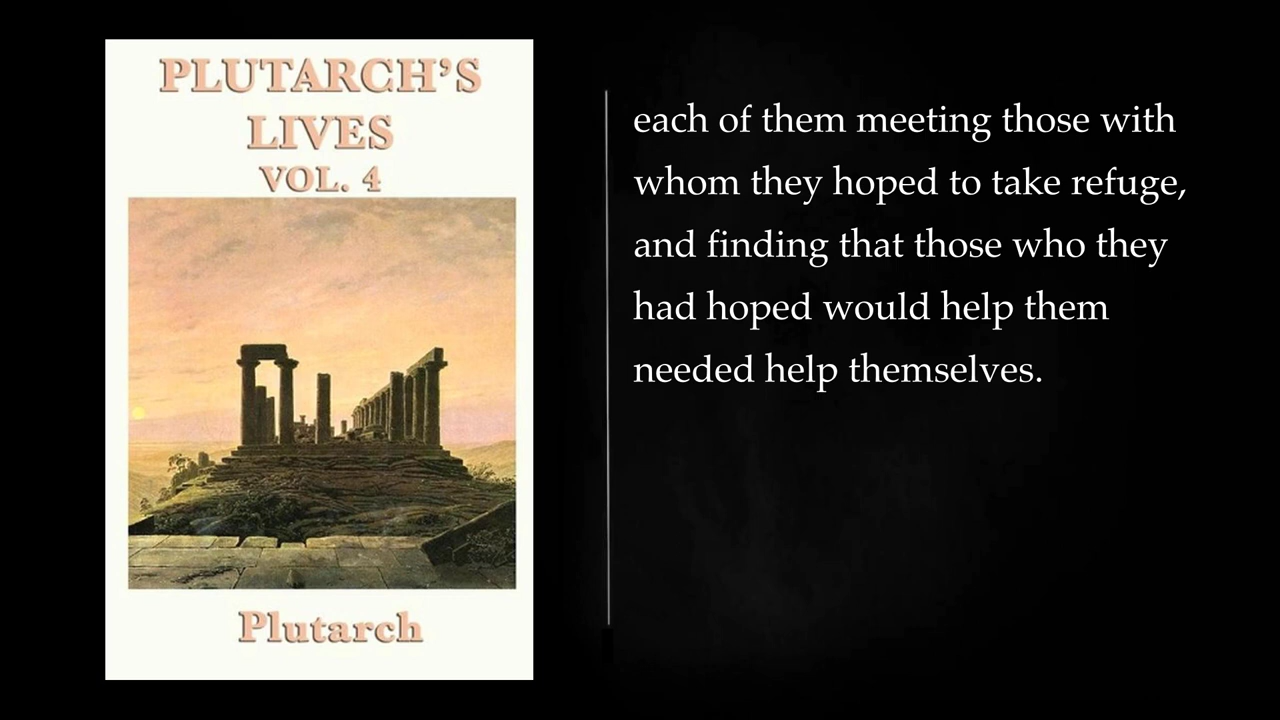 PLUTARCH'S
LIVES
VOL. 4
Plutarch
each of them meeting those with
whom they hoped to take refuge,
and finding that those who they
had hoped would help them
needed help themselves.